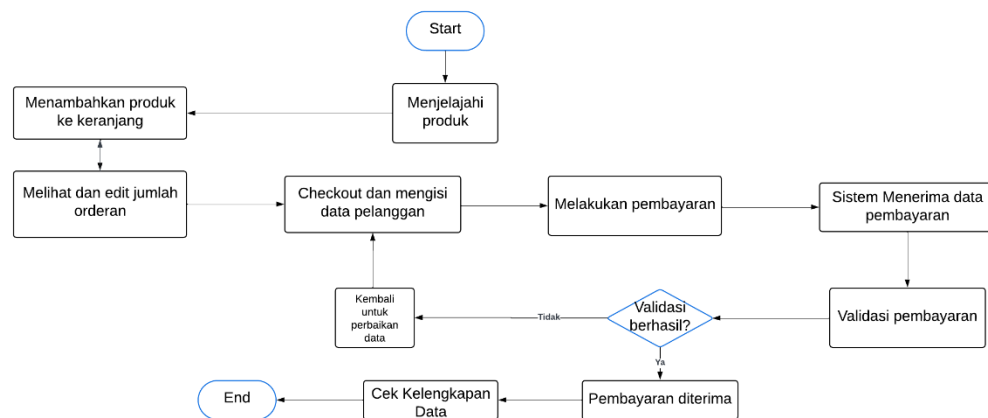 Start
Menjelajahi
produk
Menambahkan produk
ke keranjang
Melihat dan edit jumlah
orderan
Checkout dan mengisi
data pelanggan
Melakukan pembayaran
Sistem Menerima data
pembayaran
Validasi pembayaran
Validasi
berhasil?
Tidak
Kembali
untuk
perbaikan
data
Ya
Pembayaran diterima
Cek Kelengkapan
Data
End